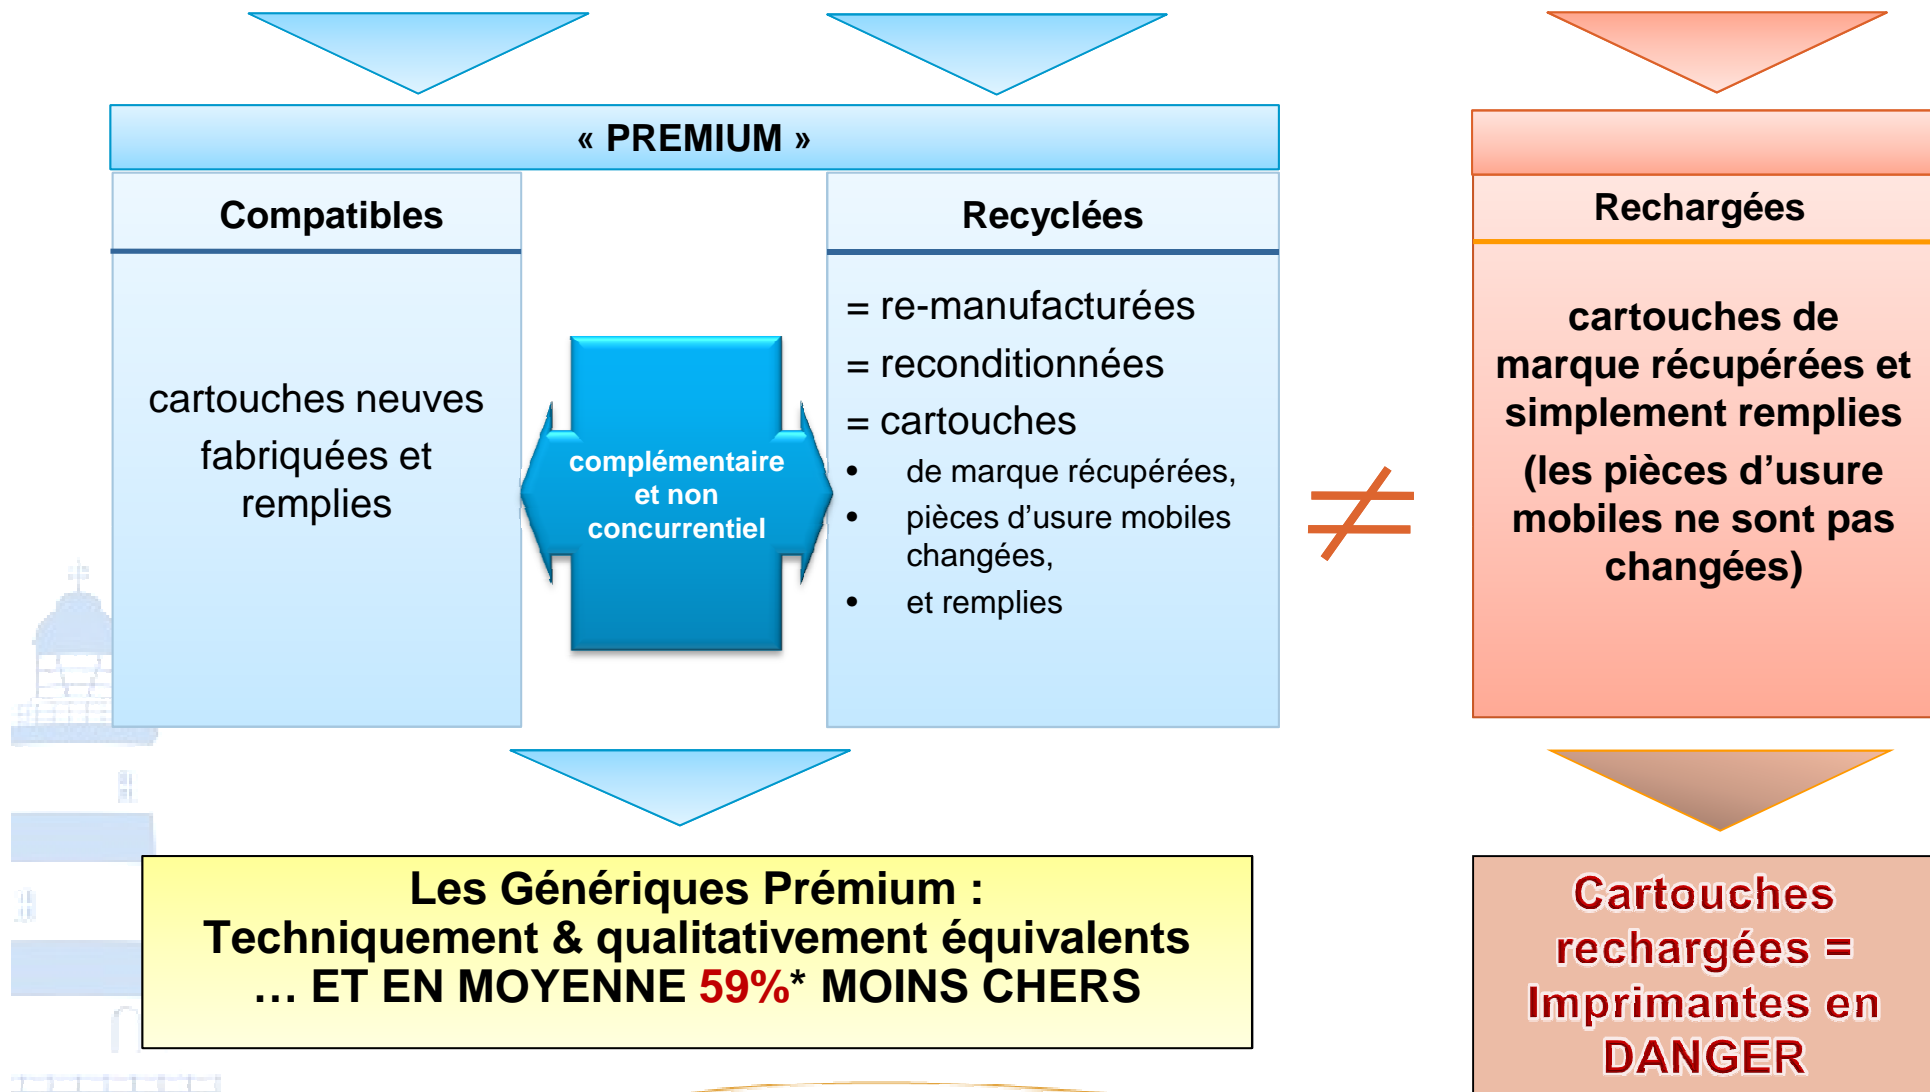 « PREMIUM »
Compatibles
cartouches neuves
fabriquées et
remplies
complémentaire
et non
concurrentiel
Recyclées
= re-manufacturées
= reconditionnées
= cartouches
• de marque récupérées,
• pièces d’usure mobiles
changées,
• et remplies
≠
Rechargées
cartouches de
marque récupérées et
simplement remplies
(les pièces d’usure
mobiles ne sont pas
changées)
Les Génériques Prémium :
Techniquement & qualitativement équivalents
… ET EN MOYENNE 59%* MOINS CHERS
Cartouches
rechargées =
Imprimantes en
DANGER